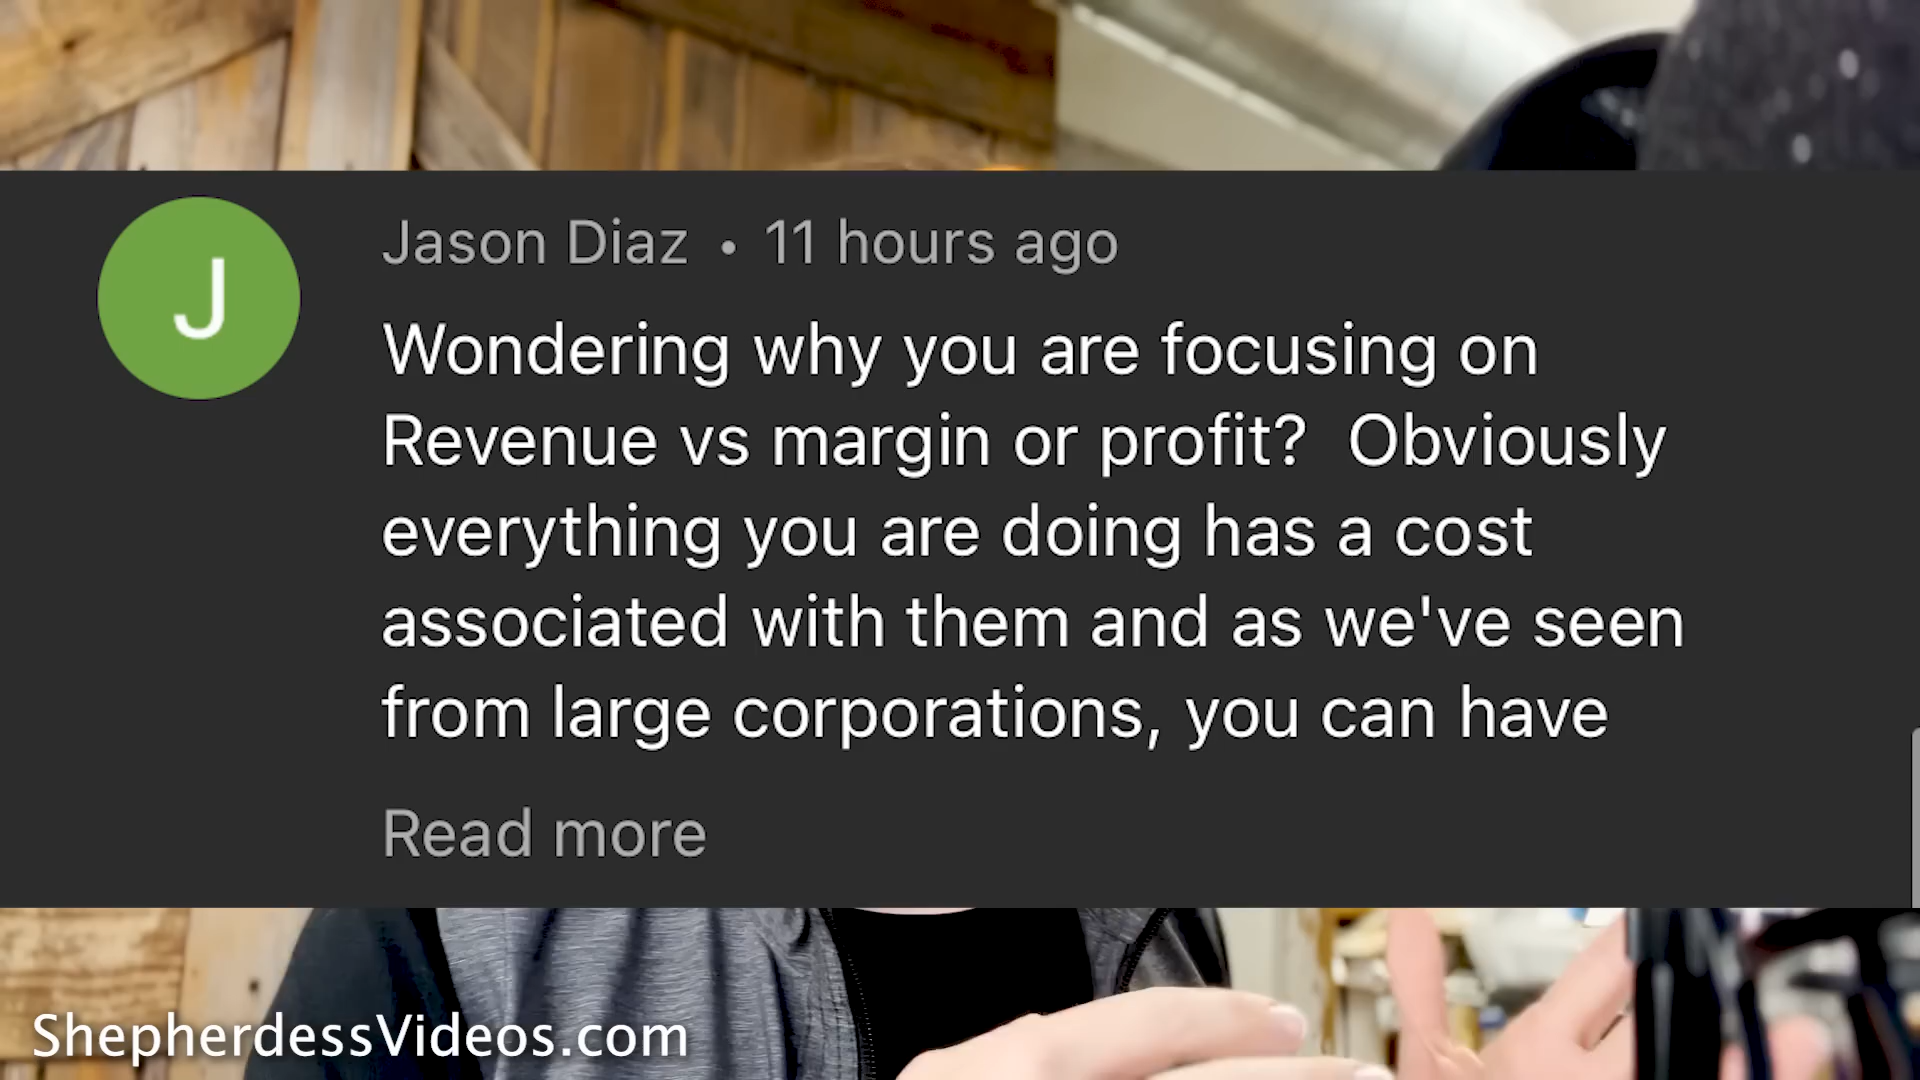 J
Jason Diaz • 11 hours ago
Wondering why you are focusing on
Revenue vs margin or profit?  Obviously
everything you are doing has a cost
associated with them and as we've seen
from large corporations, you can have
Read more
ShepherdessVideos.com